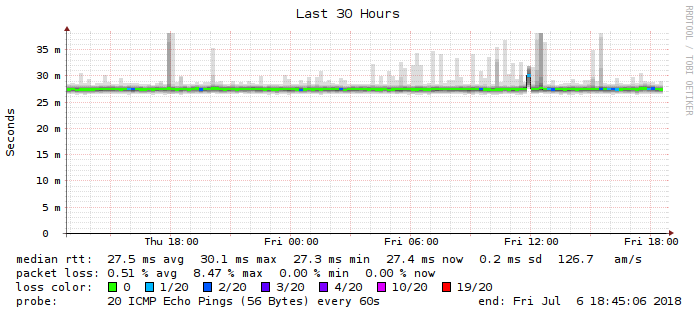 Last 30 Hours
RRDTOOL / TOBI OETIKER
Seconds
35 m
30 m
25 m
20 m
15 m
10 m
5 m
0
Thu 18:00 Fri 00:00 Fri 06:00 Fri 12:00 Fri 18:00
median rtt: 27.5 ms avg 30.1 ms max 27.3 ms min 27.4 ms now 0.2 ms sd 126.7 am/s
packet loss: 0.51 % avg 8.47 % max 0.00 % min 0.00 % now
loss color: 0 1/20 2/20 3/20 4/20 10/20 19/20
probe: 20 ICMP Echo Pings (56 Bytes) every 60s end: Fri Jul 6 18:45:06 2018